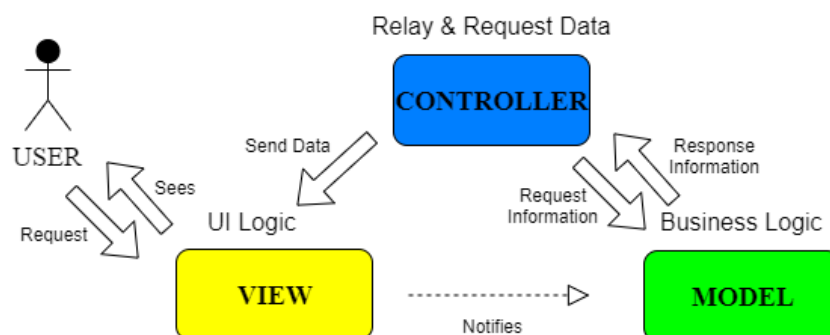 Relay & Request Data
CONTROLLER
USER
Send Data
Response
Information
Sees
Request
Information
Request
UI Logic
Business Logic
VIEW
MODEL
Notifies